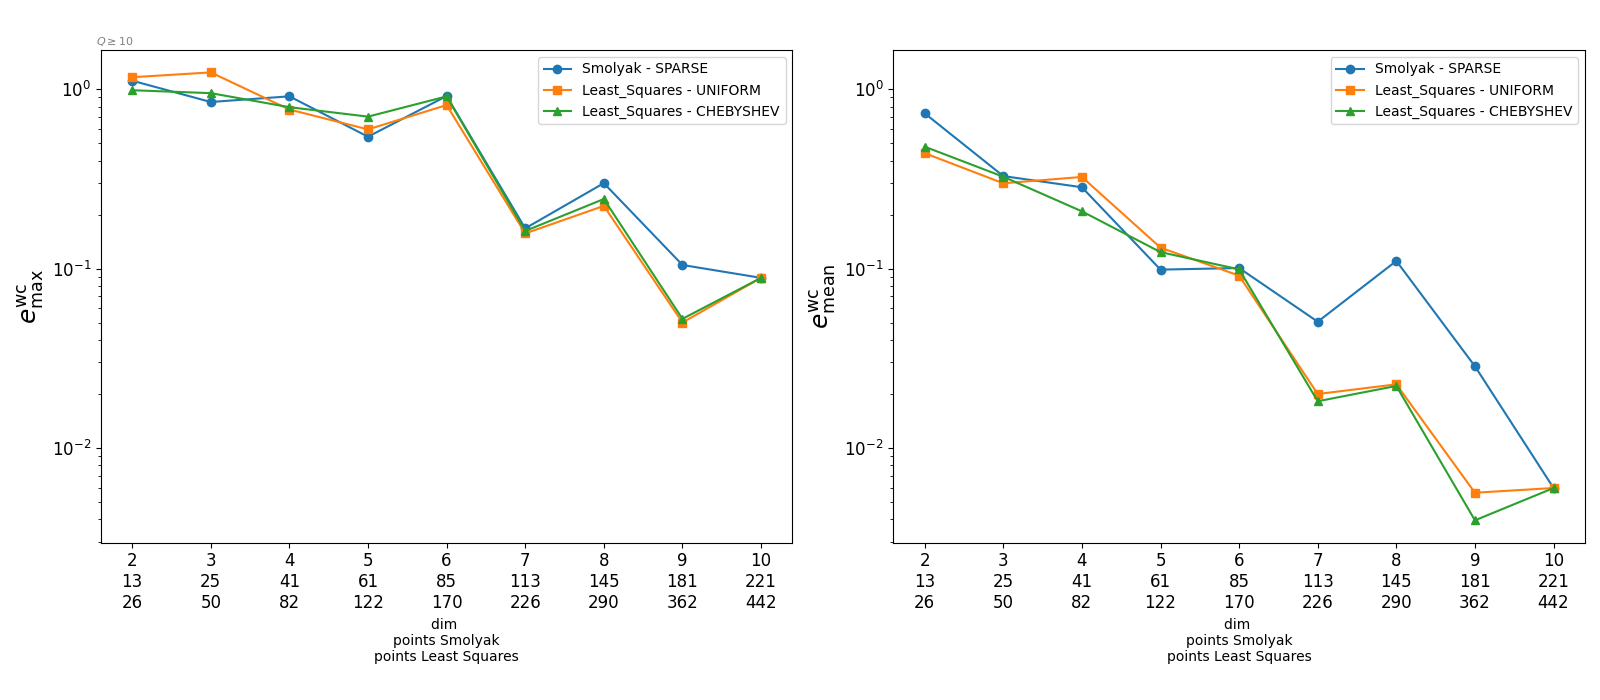 Q ≥ 10
Smolyak - SPARSE
Least_Squares - UNIFORM
Least_Squares - CHEBYSHEV
10⁰
10⁻¹
10⁻²
e^wc_max
2 3 4 5 6 7 8 9 10
13 25 41 61 85 113 145 181 221
26 50 82 122 170 226 290 362 442
dim
points Smolyak
points Least Squares
Smolyak - SPARSE
Least_Squares - UNIFORM
Least_Squares - CHEBYSHEV
10⁰
10⁻¹
10⁻²
e^wc_mean
2 3 4 5 6 7 8 9 10
13 25 41 61 85 113 145 181 221
26 50 82 122 170 226 290 362 442
dim
points Smolyak
points Least Squares